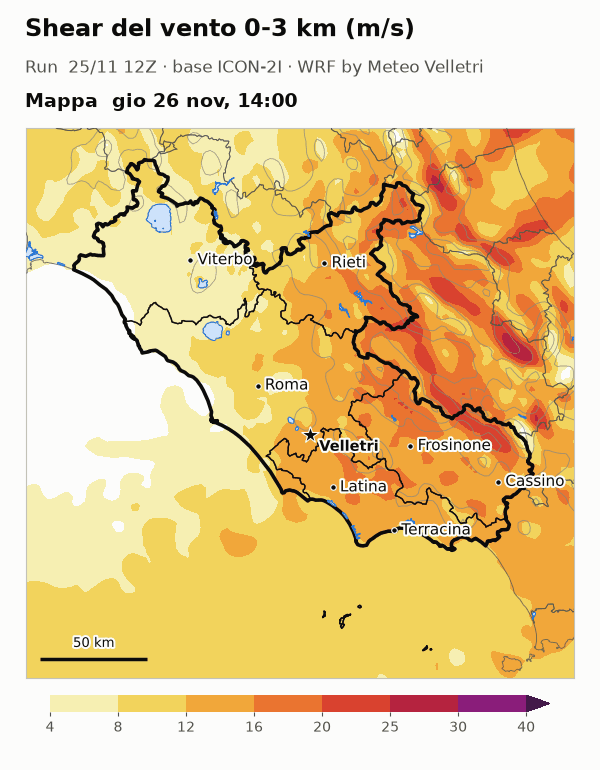 Shear del vento 0-3 km (m/s)
Run  25/11 12Z · base ICON-2I · WRF by Meteo Velletri
Mappa  gio 26 nov, 14:00
Viterbo
Rieti
Roma
Velletri
Frosinone
Latina
Cassino
Terracina
50 km
4 8 12 16 20 25 30 40